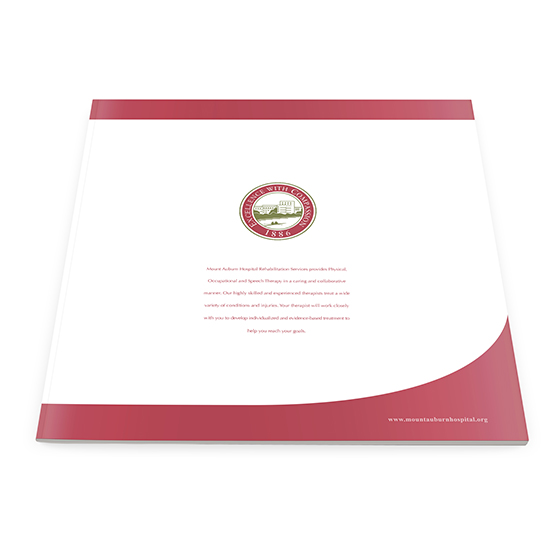 EXCELLENCE WITH COMPASSION
1886
Mount Auburn Hospital Rehabilitation Services provides Physical,
Occupational and Speech Therapy in a caring and collaborative
manner. Our highly skilled and experienced therapists treat a wide
variety of conditions and injuries. Your therapist will work closely
with you to develop individualized and evidence-based treatment to
help you reach your goals.
www.mountauburnhospital.org